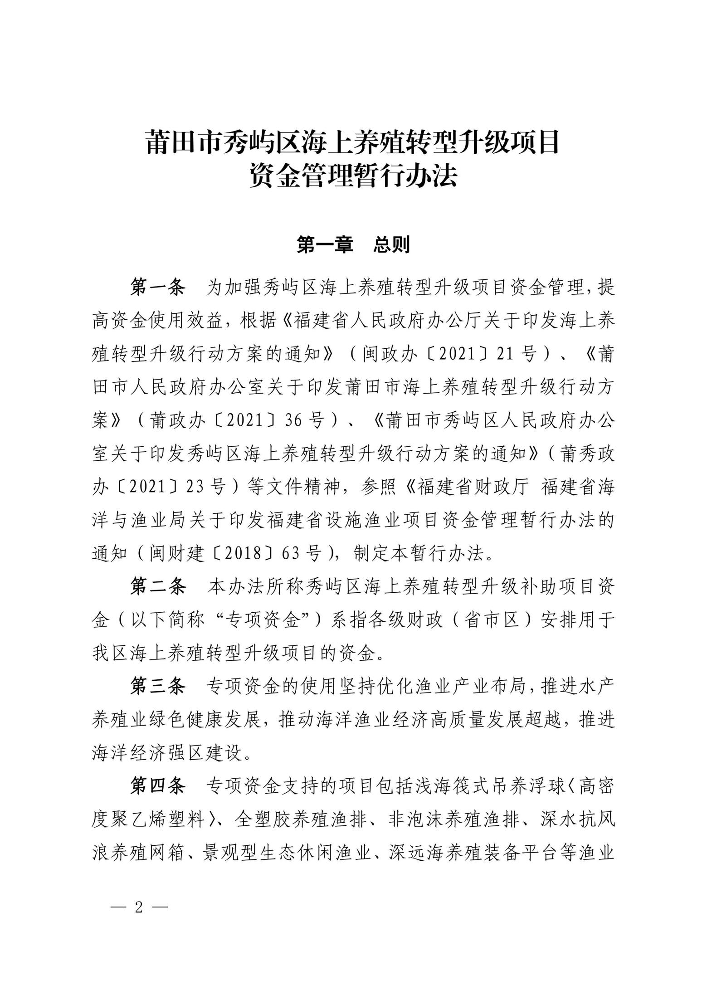 莆田市秀屿区海上养殖转型升级项目
资金管理暂行办法
第一章　总则
第一条　为加强秀屿区海上养殖转型升级项目资金管理，提
高资金使用效益，根据《福建省人民政府办公厅关于印发海上养
殖转型升级行动方案的通知》（闽政办〔2021〕21 号）、《莆
田市人民政府办公室关于印发莆田市海上养殖转型升级行动方
案》（莆政办〔2021〕36 号）、《莆田市秀屿区人民政府办公
室关于印发秀屿区海上养殖转型升级行动方案的通知》（莆秀政
办〔2021〕23 号）等文件精神，参照《福建省财政厅 福建省海
洋与渔业局关于印发福建省设施渔业项目资金管理暂行办法的
通知（闽财建〔2018〕63 号），制定本暂行办法。
第二条　本办法所称秀屿区海上养殖转型升级补助项目资
金（以下简称“专项资金”）系指各级财政（省市区）安排用于
我区海上养殖转型升级项目的资金。
第三条　专项资金的使用坚持优化渔业产业布局，推进水产
养殖业绿色健康发展，推动海洋渔业经济高质量发展超越，推进
海洋经济强区建设。
第四条　专项资金支持的项目包括浅海筏式吊养浮球〈高密
度聚乙烯塑料〉、全塑胶养殖渔排、非泡沫养殖渔排、深水抗风
浪养殖网箱、景观型生态休闲渔业、深远海养殖装备平台等渔业
— 2 —